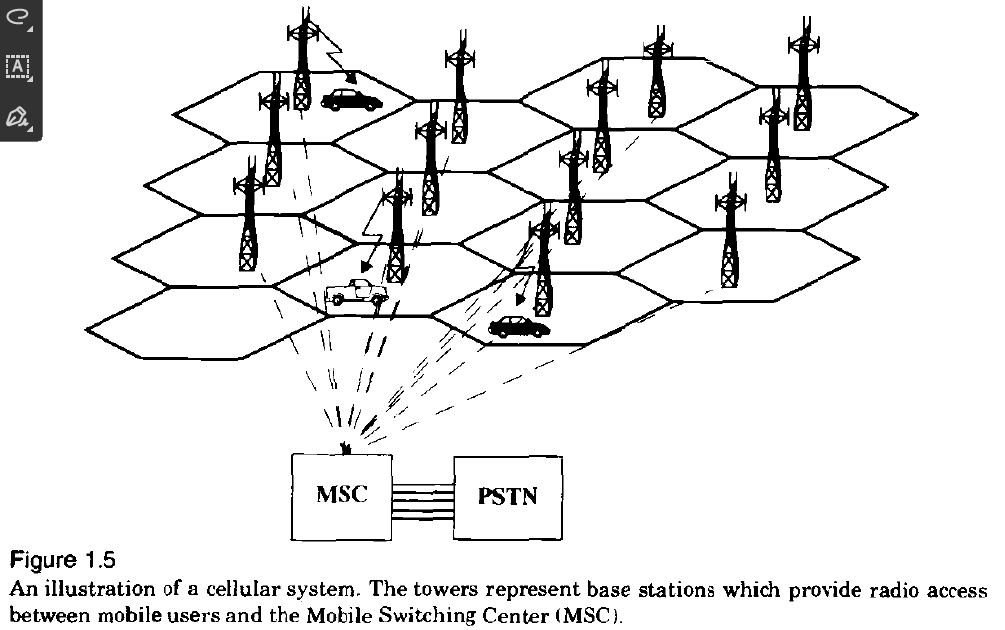 A
MSC
PSTN
Figure 1.5
An illustration of a cellular system. The towers represent base stations which provide radio access
between mobile users and the Mobile Switching Center (MSC).